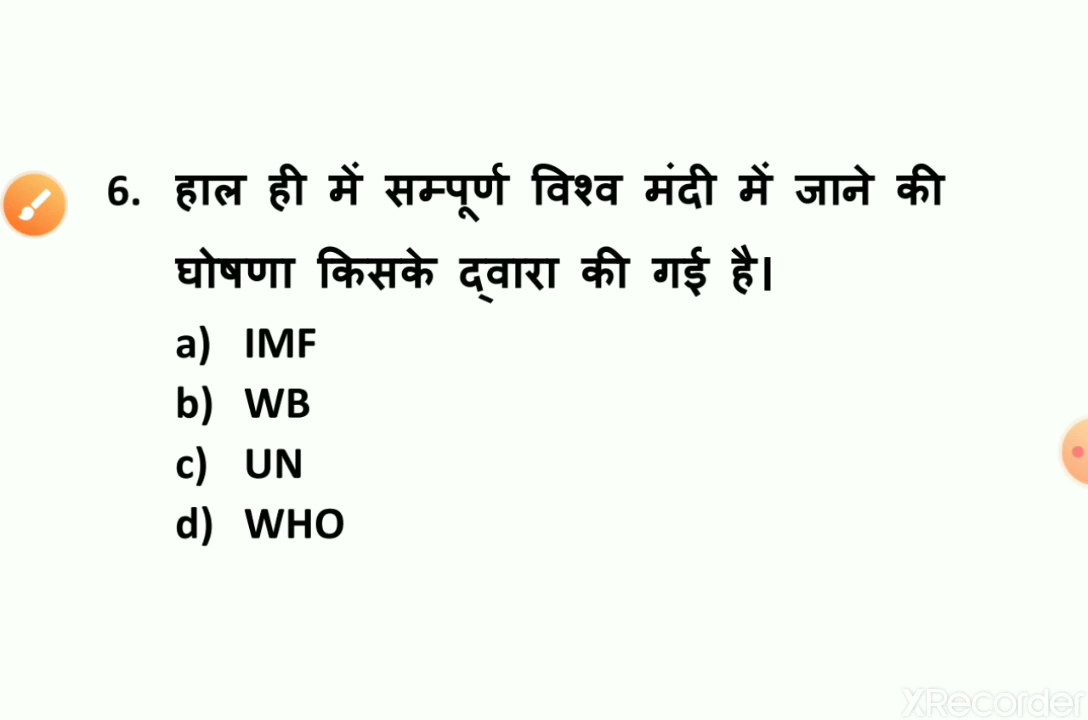 6. हाल ही में सम्पूर्ण विश्व मंदी में जाने की
घोषणा किसके द्वारा की गई है।
a) IMF
b) WB
c) UN
d) WHO
XRecorder